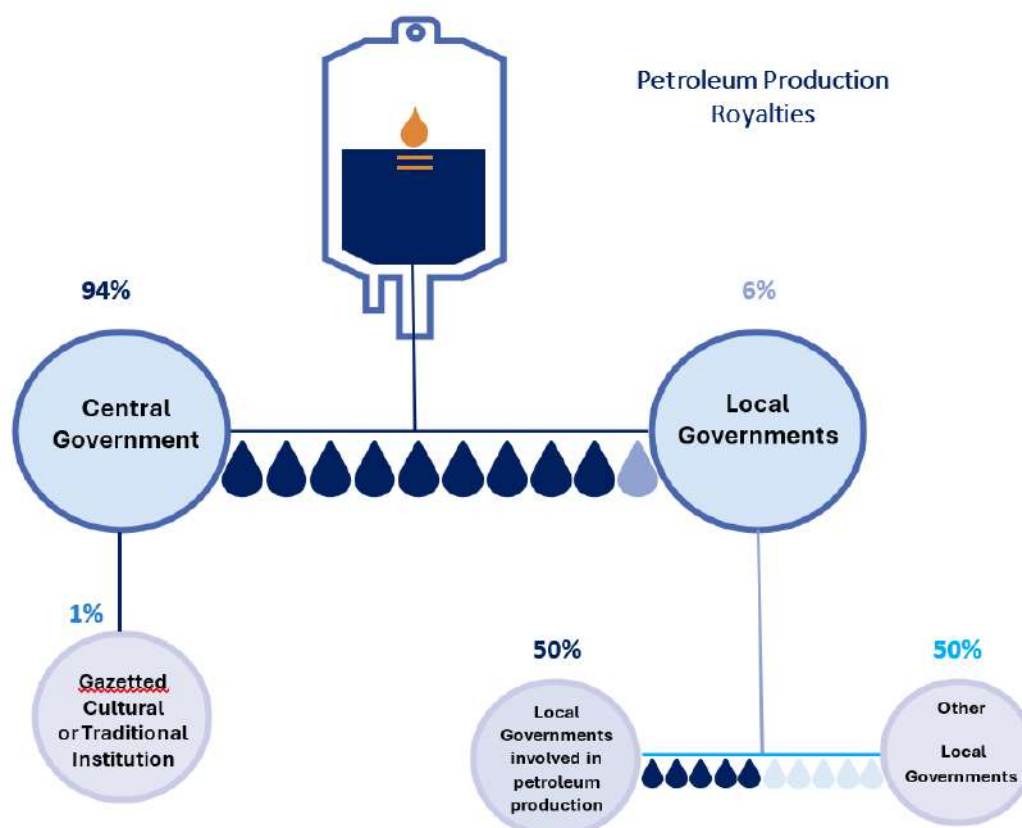 Petroleum Production
Royalties
94%
6%
Central
Government
Local
Governments
1%
Gazetted
Cultural
or Traditional
Institution
50%
Local
Governments
involved in
petroleum
production
50%
Other
Local
Governments